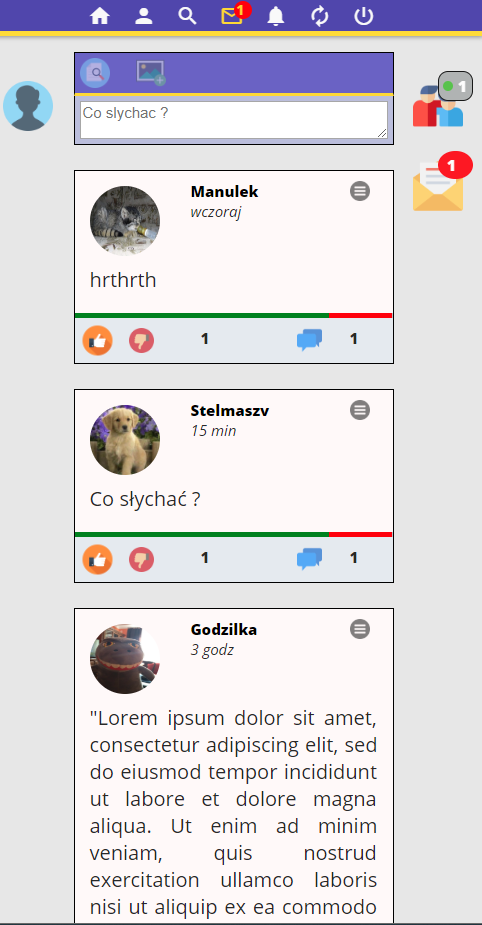 1
Co slychac ?
1
1
Manulek
wczoraj
hrthrth
1 1
Stelmaszv
15 min
Co słychać ?
1 1
Godzilka
3 godz
"Lorem ipsum dolor sit amet,
consectetur adipiscing elit, sed
do eiusmod tempor incididunt
ut labore et dolore magna
aliqua. Ut enim ad minim
veniam, quis nostrud
exercitation ullamco laboris
nisi ut aliquip ex ea commodo